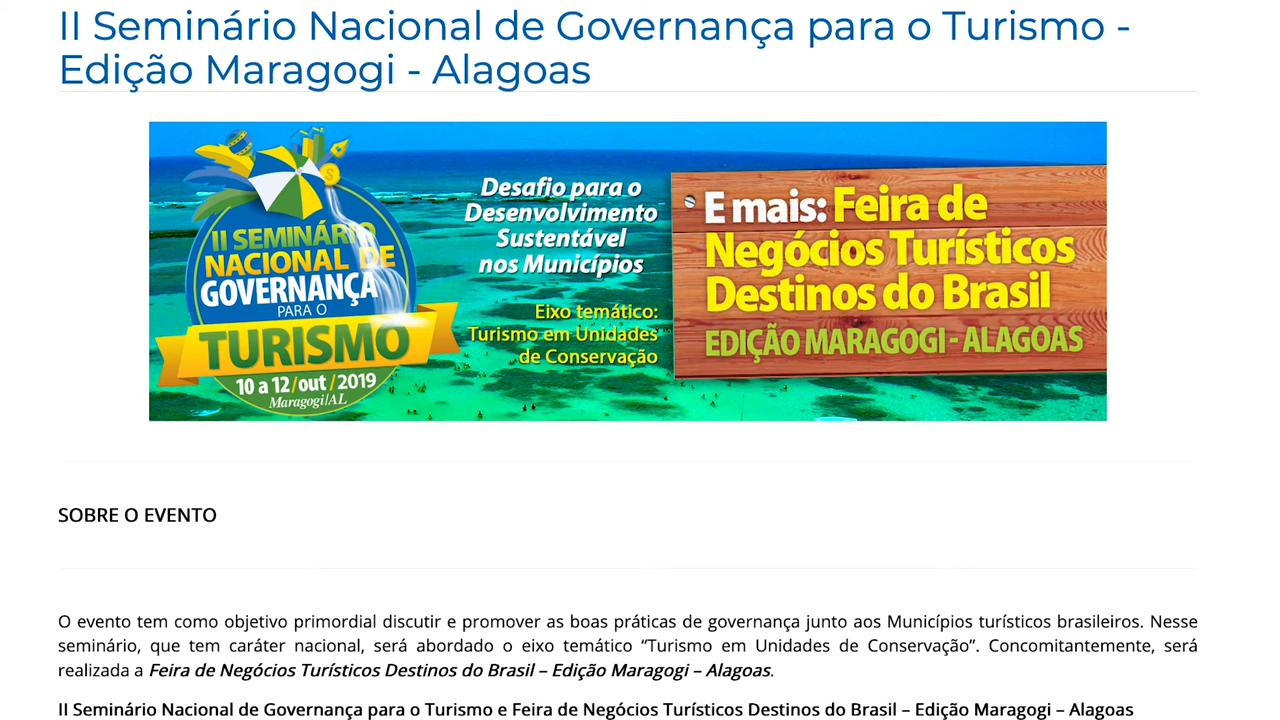 II Seminário Nacional de Governança para o Turismo -
Edição Maragogi - Alagoas
II SEMINÁRIO
NACIONAL DE
GOVERNANÇA
PARA O
TURISMO
10 a 12/out/2019
Maragogi/AL
Desafio para o
Desenvolvimento
Sustentável
nos Municípios
Eixo temático:
Turismo em Unidades
de Conservação
E mais: Feira de
Negócios Turísticos
Destinos do Brasil
EDIÇÃO MARAGOGI - ALAGOAS
SOBRE O EVENTO
O evento tem como objetivo primordial discutir e promover as boas práticas de governança junto aos Municípios turísticos brasileiros. Nesse
seminário, que tem caráter nacional, será abordado o eixo temático “Turismo em Unidades de Conservação”. Concomitantemente, será
realizada a Feira de Negócios Turísticos Destinos do Brasil – Edição Maragogi – Alagoas.
II Seminário Nacional de Governança para o Turismo e Feira de Negócios Turísticos Destinos do Brasil – Edição Maragogi – Alagoas